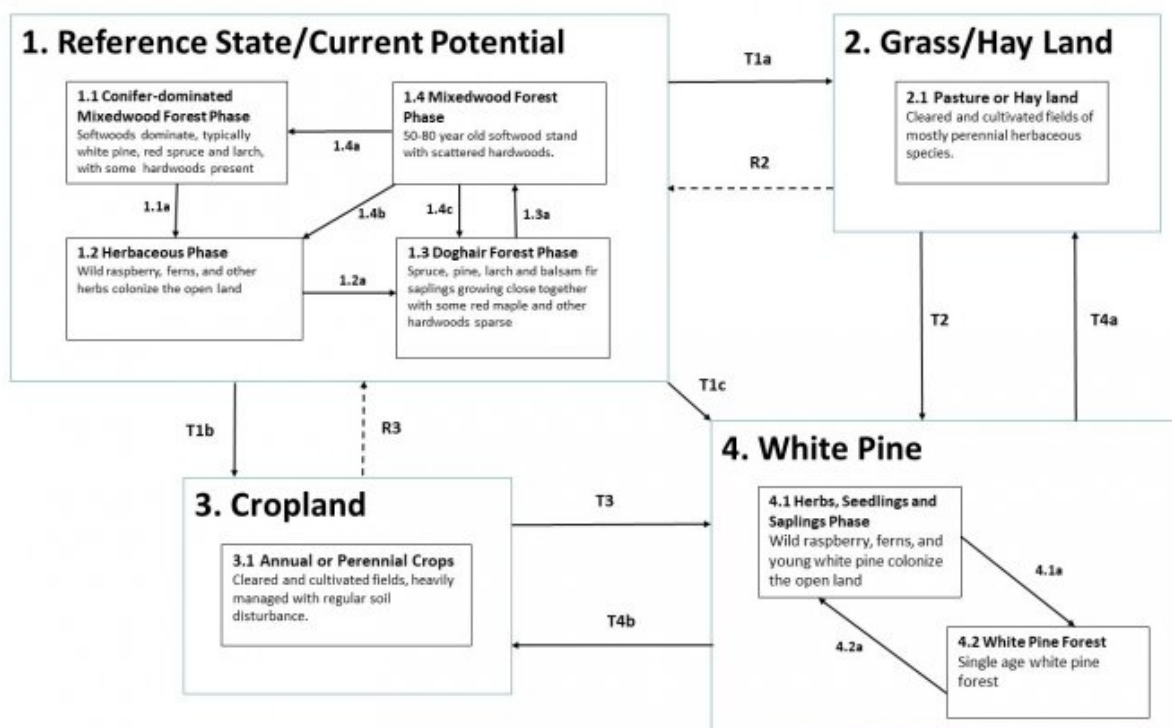 1. Reference State/Current Potential
1.1 Conifer-dominated
Mixedwood Forest Phase
Softwoods dominate, typically
white pine, red spruce and larch,
with some hardwoods present
1.4a
1.4 Mixedwood Forest
Phase
50-80 year old softwood stand
with scattered hardwoods.
1.1a
1.4b
1.4c
1.3a
1.2 Herbaceous Phase
Wild raspberry, ferns, and other
herbs colonize the open land
1.2a
1.3 Doghair Forest Phase
Spruce, pine, larch and balsam fir
saplings growing close together
with some red maple and other
hardwoods sparse
T1a
R2
2. Grass/Hay Land
2.1 Pasture or Hay land
Cleared and cultivated fields of
mostly perennial herbaceous
species.
T1b
R3
T1c
T2
T4a
3. Cropland
3.1 Annual or Perennial Crops
Cleared and cultivated fields, heavily
managed with regular soil
disturbance.
T3
T4b
4. White Pine
4.1 Herbs, Seedlings and
Saplings Phase
Wild raspberry, ferns, and
young white pine colonize
the open land
4.1a
4.2a
4.2 White Pine Forest
Single age white pine
forest